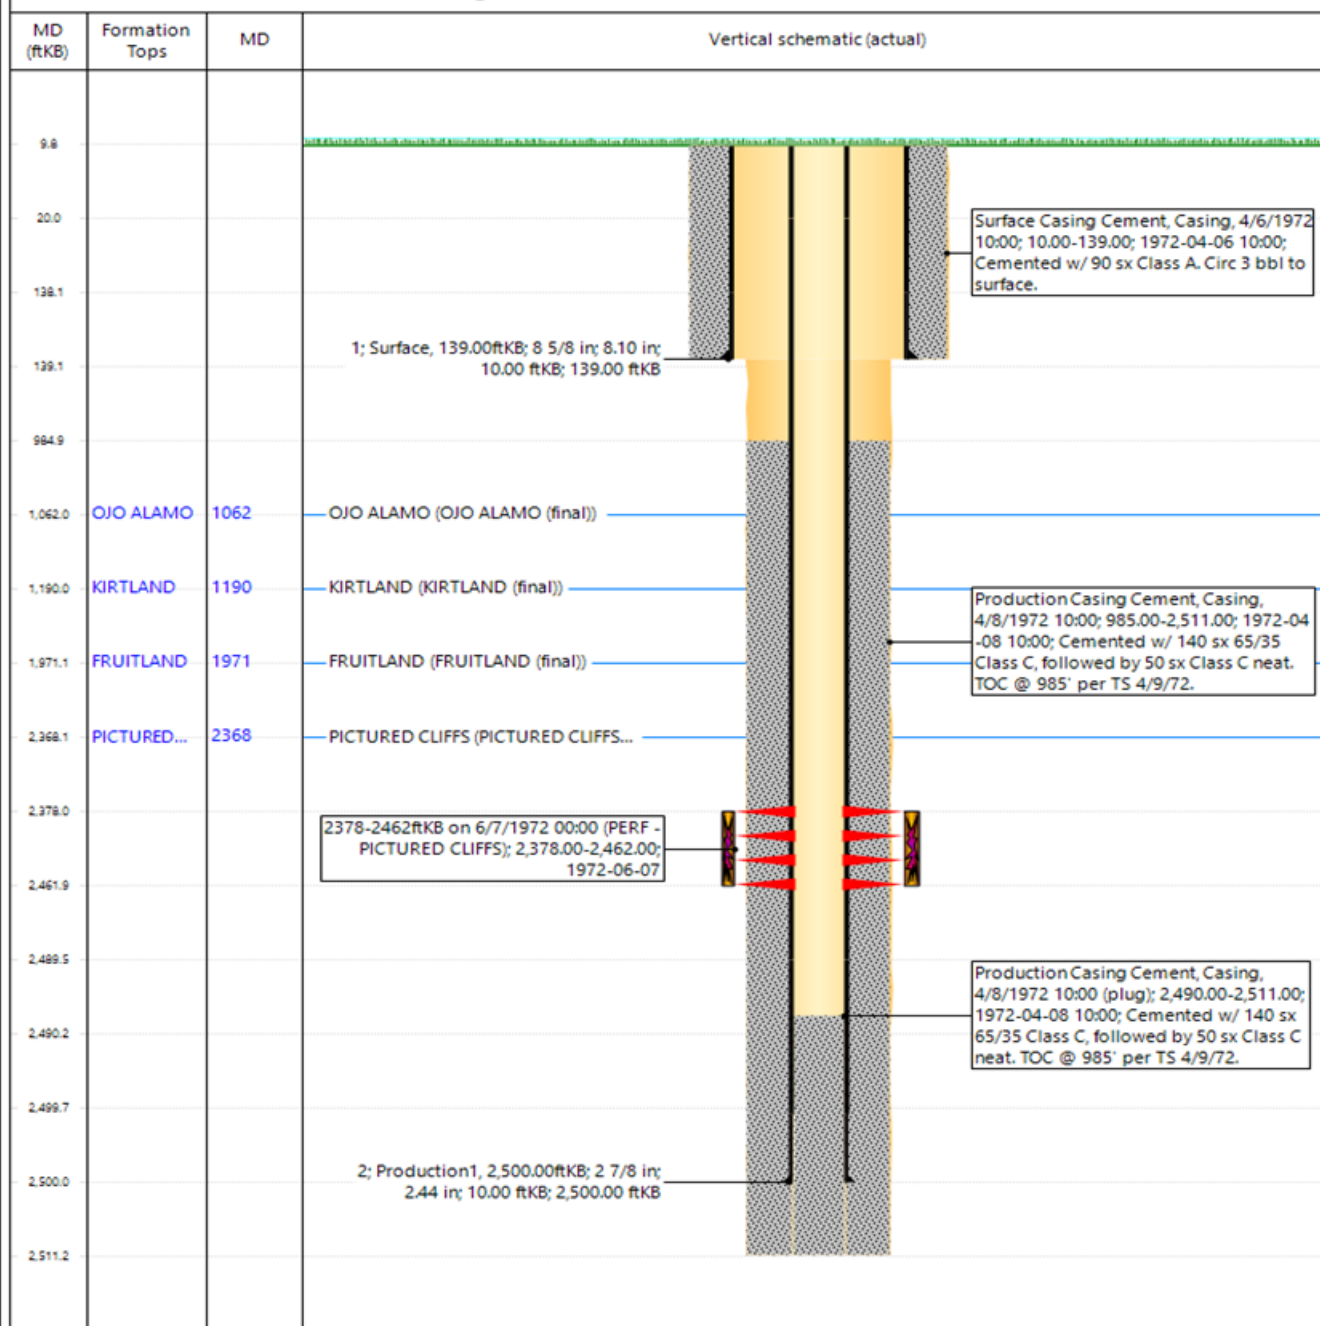 MD
(ftKB)
Formation
Tops
MD
Vertical schematic (actual)
9.8
20.0
Surface Casing Cement, Casing, 4/6/1972
10:00; 10.00-139.00; 1972-04-06 10:00;
Cemented w/ 90 sx Class A. Circ 3 bbl to
surface.
138.1
1; Surface, 139.00ftKB; 8 5/8 in; 8.10 in;
10.00 ftKB; 139.00 ftKB
139.1
984.9
1,062.0
OJO ALAMO
1062
OJO ALAMO (OJO ALAMO (final))
1,190.0
KIRTLAND
1190
KIRTLAND (KIRTLAND (final))
Production Casing Cement, Casing,
4/8/1972 10:00; 985.00-2,511.00; 1972-04
-08 10:00; Cemented w/ 140 sx 65/35
Class C, followed by 50 sx Class C neat.
TOC @ 985' per TS 4/9/72.
1,971.1
FRUITLAND
1971
FRUITLAND (FRUITLAND (final))
2,368.1
PICTURED...
2368
PICTURED CLIFFS (PICTURED CLIFFS...
2,378.0
2378-2462ftKB on 6/7/1972 00:00 (PERF -
PICTURED CLIFFS); 2,378.00-2,462.00;
1972-06-07
2,461.9
2,489.5
Production Casing Cement, Casing,
4/8/1972 10:00 (plug); 2,490.00-2,511.00;
1972-04-08 10:00; Cemented w/ 140 sx
65/35 Class C, followed by 50 sx Class C
neat. TOC @ 985' per TS 4/9/72.
2,490.2
2,499.7
2; Production1, 2,500.00ftKB; 2 7/8 in;
2.44 in; 10.00 ftKB; 2,500.00 ftKB
2,500.0
2,511.2